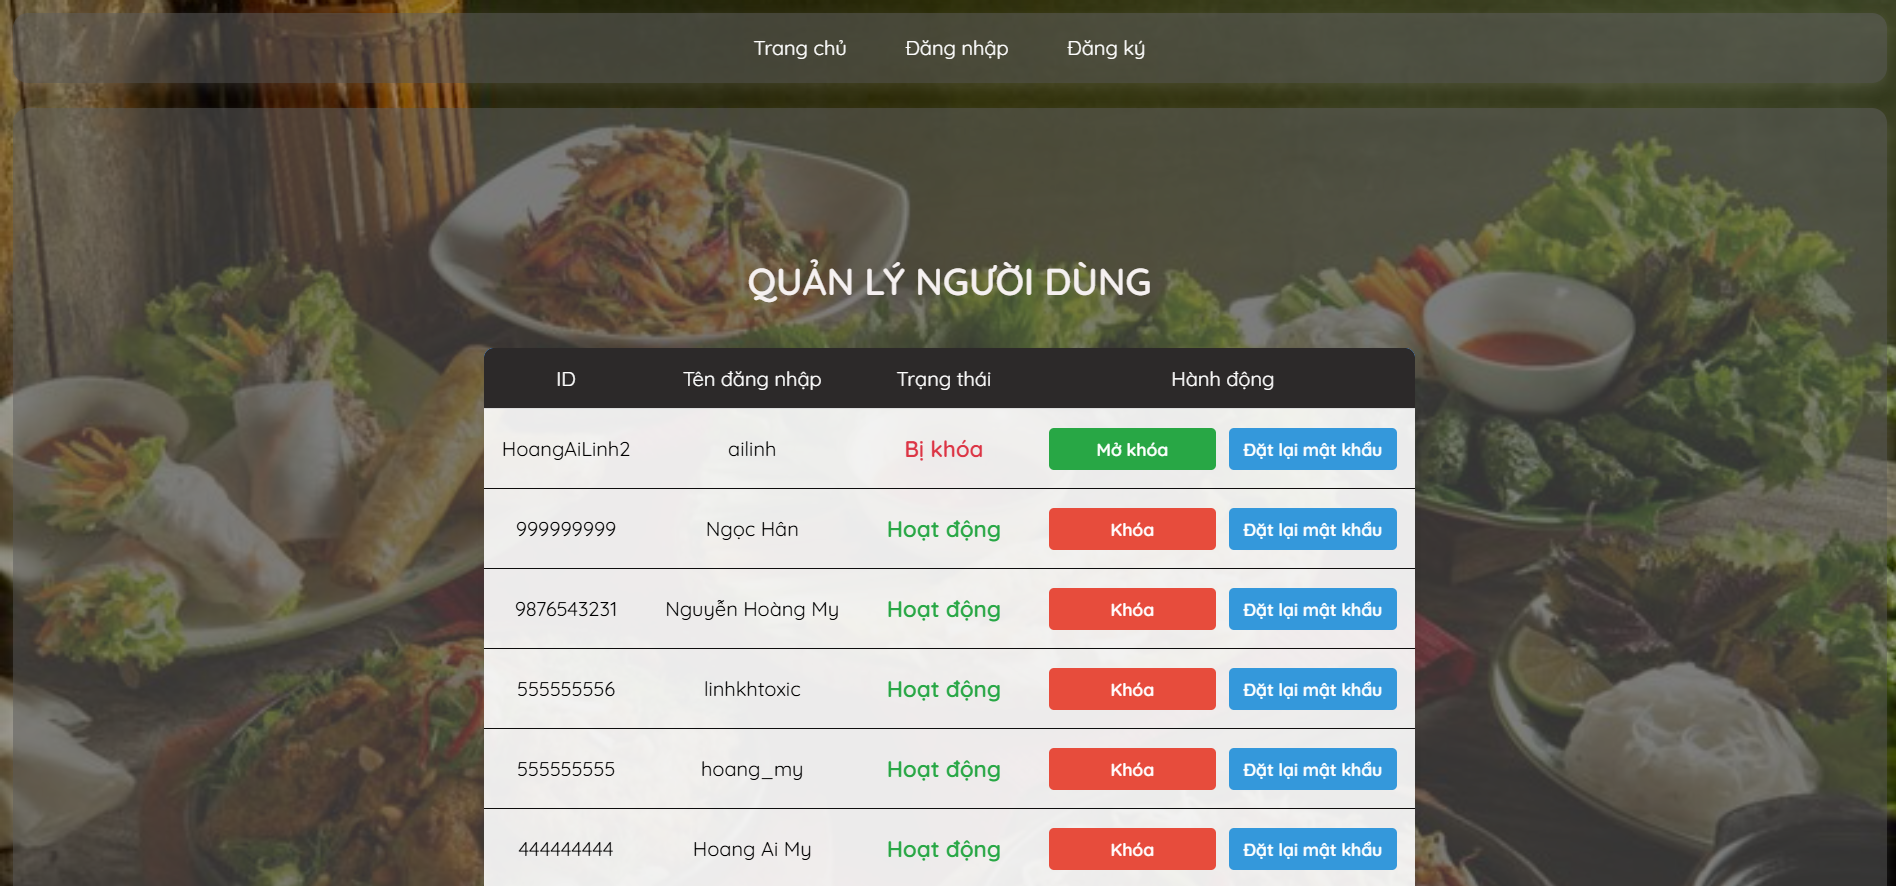 Trang chủ Đăng nhập Đăng ký
QUẢN LÝ NGƯỜI DÙNG
ID Tên đăng nhập Trạng thái Hành động
HoangAiLinh2 ailinh Bị khóa Mở khóa Đặt lại mật khẩu
999999999 Ngọc Hân Hoạt động Khóa Đặt lại mật khẩu
9876543231 Nguyễn Hoàng My Hoạt động Khóa Đặt lại mật khẩu
555555556 linhkhtoxic Hoạt động Khóa Đặt lại mật khẩu
555555555 hoang_my Hoạt động Khóa Đặt lại mật khẩu
444444444 Hoang Ai My Hoạt động Khóa Đặt lại mật khẩu